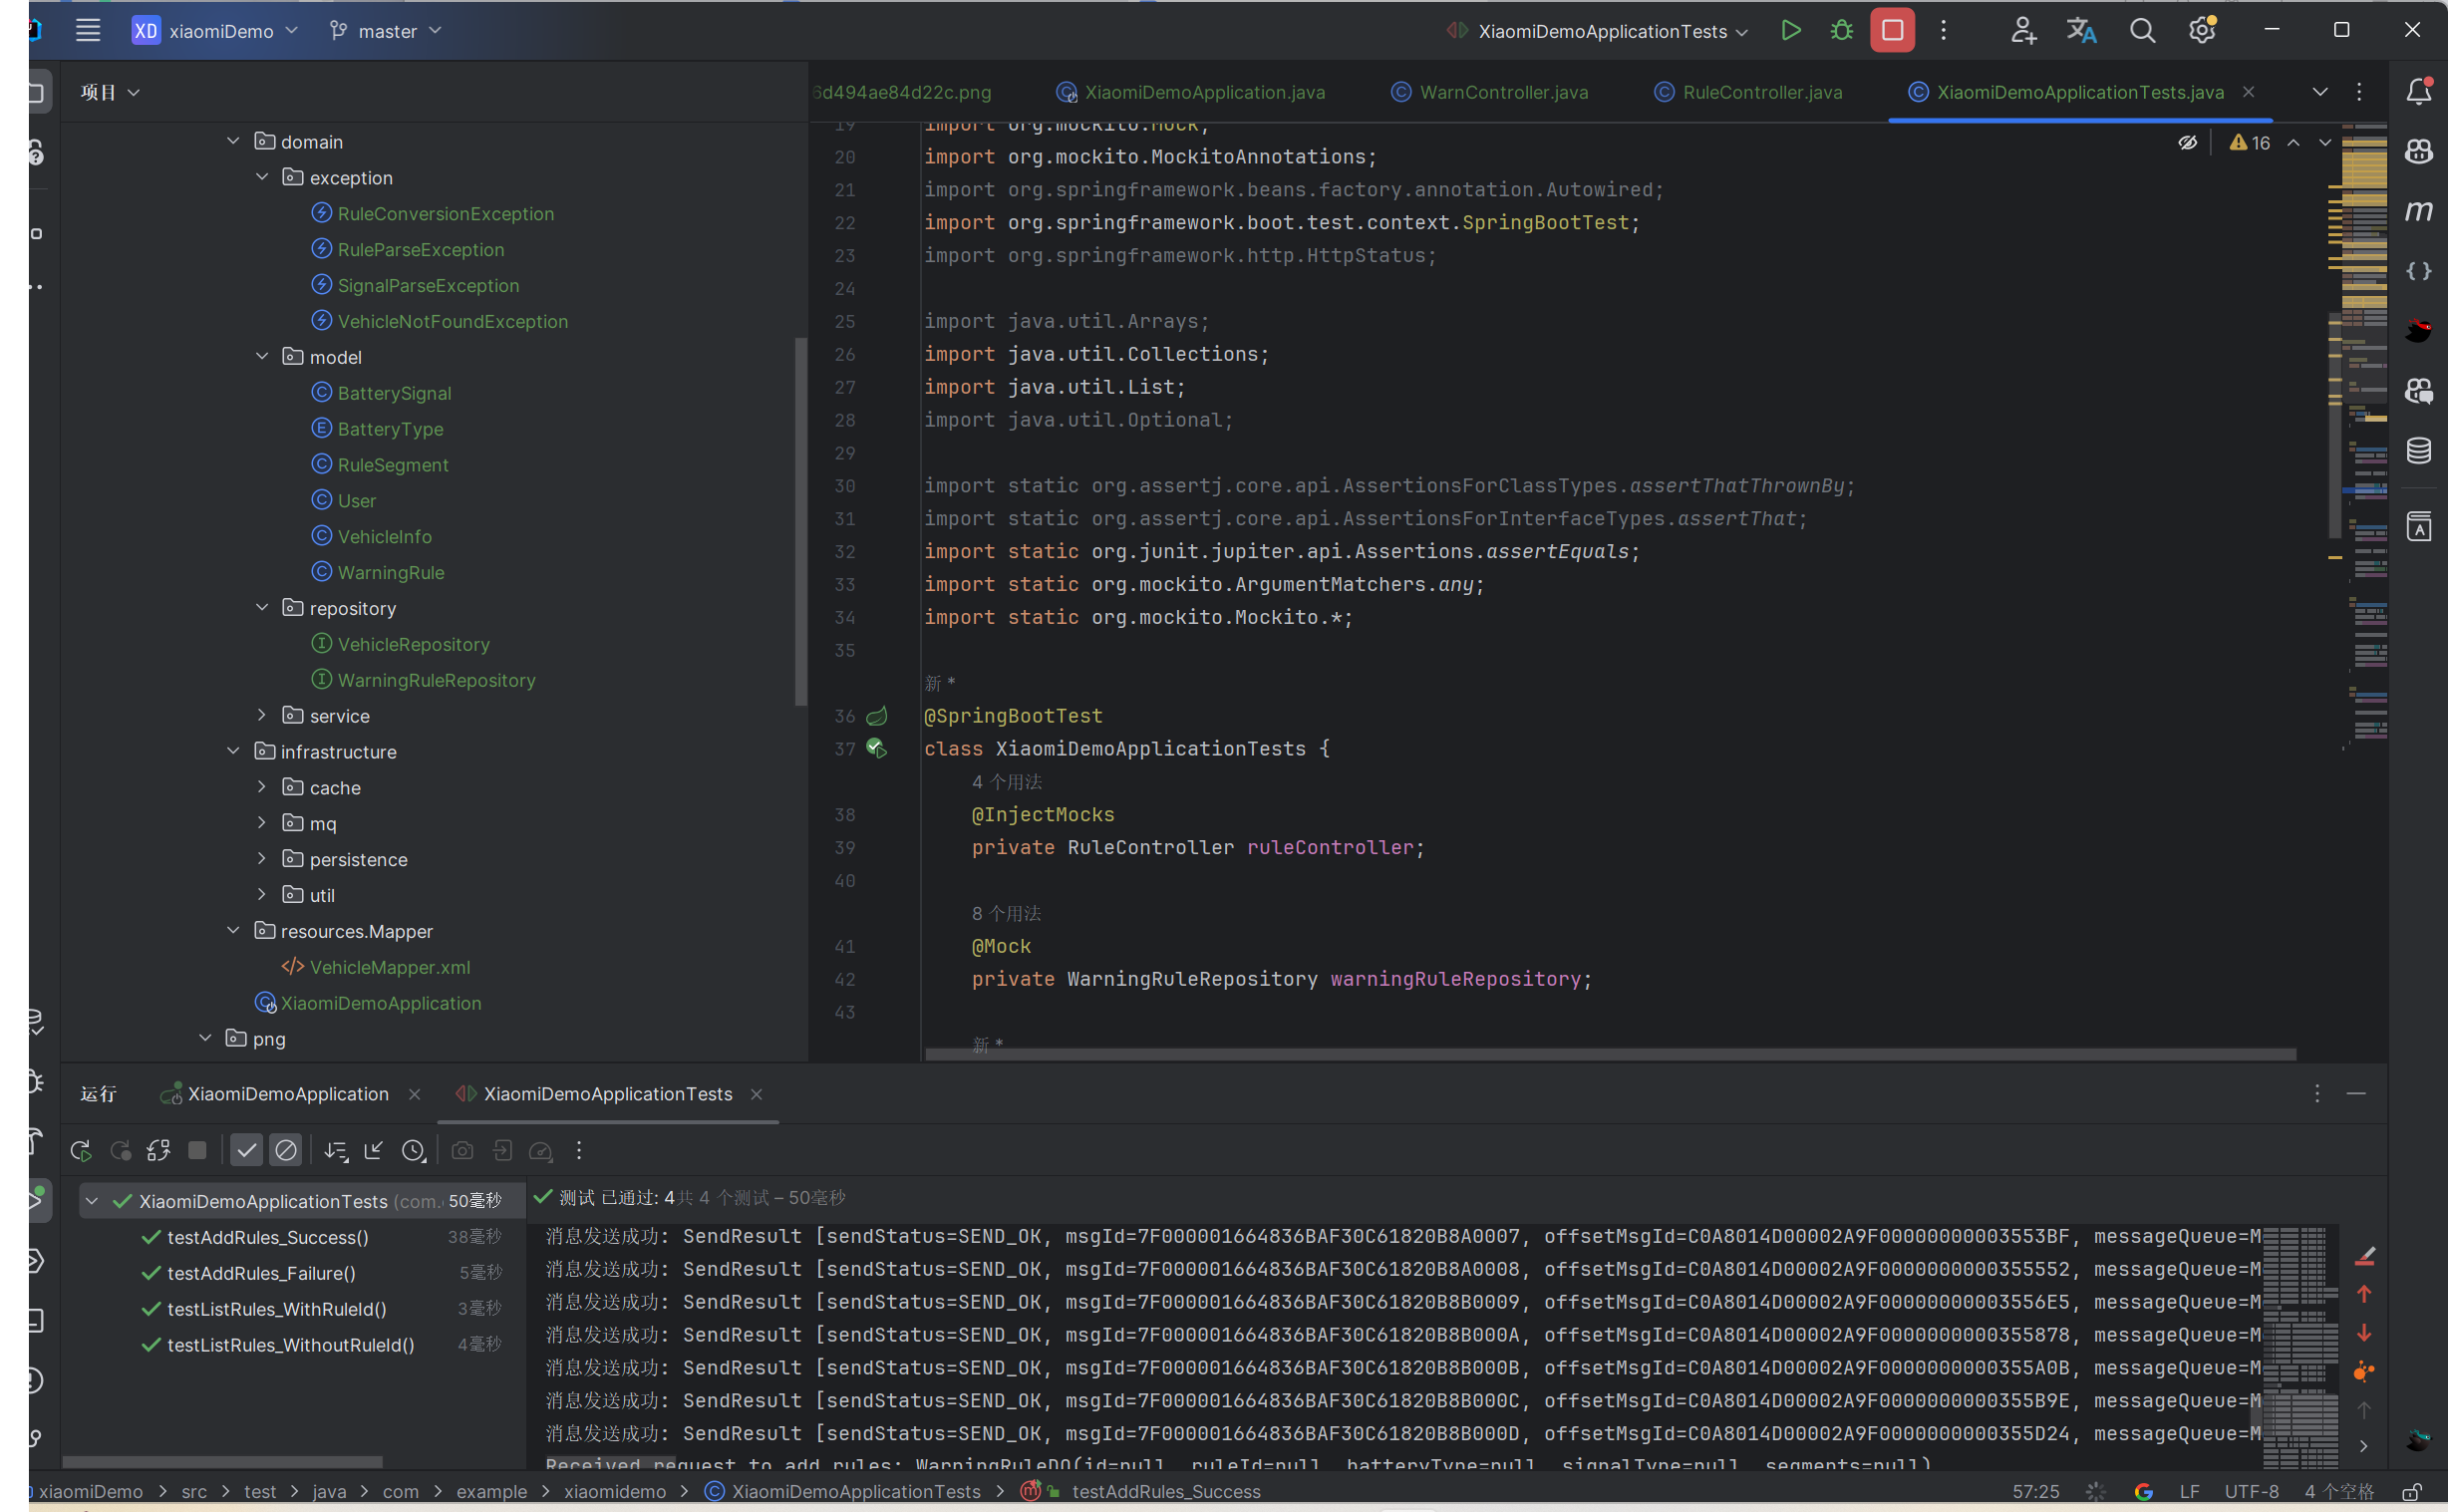 XD xiaomiDemo master XiaomiDemoApplicationTests
项目
6d494ae84d22c.png XiaomiDemoApplication.java WarnController.java RuleController.java XiaomiDemoApplicationTests.java
domain
exception
RuleConversionException
RuleParseException
SignalParseException
VehicleNotFoundException
model
BatterySignal
BatteryType
RuleSegment
User
VehicleInfo
WarningRule
repository
VehicleRepository
WarningRuleRepository
service
infrastructure
cache
mq
persistence
util
resources.Mapper
VehicleMapper.xml
XiaomiDemoApplication
png
16
19 import org.mockito.Mock;
20 import org.mockito.MockitoAnnotations;
21 import org.springframework.beans.factory.annotation.Autowired;
22 import org.springframework.boot.test.context.SpringBootTest;
23 import org.springframework.http.HttpStatus;
24
25 import java.util.Arrays;
26 import java.util.Collections;
27 import java.util.List;
28 import java.util.Optional;
29
30 import static org.assertj.core.api.AssertionsForClassTypes.assertThatThrownBy;
31 import static org.assertj.core.api.AssertionsForInterfaceTypes.assertThat;
32 import static org.junit.jupiter.api.Assertions.assertEquals;
33 import static org.mockito.ArgumentMatchers.any;
34 import static org.mockito.Mockito.*;
35
新 *
36 @SpringBootTest
37 class XiaomiDemoApplicationTests {
4 个用法
38 @InjectMocks
39 private RuleController ruleController;
40
8 个用法
41 @Mock
42 private WarningRuleRepository warningRuleRepository;
43
新 *
运行 XiaomiDemoApplication XiaomiDemoApplicationTests
XiaomiDemoApplicationTests (com. 50毫秒
testAddRules_Success() 38毫秒
testAddRules_Failure() 5毫秒
testListRules_WithRuleId() 3毫秒
testListRules_WithoutRuleId() 4毫秒
测试 已通过: 4共 4 个测试 – 50毫秒
消息发送成功: SendResult [sendStatus=SEND_OK, msgId=7F000001664836BAF30C61820B8A0007, offsetMsgId=C0A8014D00002A9F00000000003553BF, messageQueue=M
消息发送成功: SendResult [sendStatus=SEND_OK, msgId=7F000001664836BAF30C61820B8A0008, offsetMsgId=C0A8014D00002A9F0000000000355552, messageQueue=M
消息发送成功: SendResult [sendStatus=SEND_OK, msgId=7F000001664836BAF30C61820B8B0009, offsetMsgId=C0A8014D00002A9F00000000003556E5, messageQueue=M
消息发送成功: SendResult [sendStatus=SEND_OK, msgId=7F000001664836BAF30C61820B8B000A, offsetMsgId=C0A8014D00002A9F0000000000355878, messageQueue=M
消息发送成功: SendResult [sendStatus=SEND_OK, msgId=7F000001664836BAF30C61820B8B000B, offsetMsgId=C0A8014D00002A9F0000000000355A0B, messageQueue=M
消息发送成功: SendResult [sendStatus=SEND_OK, msgId=7F000001664836BAF30C61820B8B000C, offsetMsgId=C0A8014D00002A9F0000000000355B9E, messageQueue=M
消息发送成功: SendResult [sendStatus=SEND_OK, msgId=7F000001664836BAF30C61820B8B000D, offsetMsgId=C0A8014D00002A9F0000000000355D24, messageQueue=M
Received request to add rules: WarningRuleDO(id=null, ruleId=null, batteryType=null, signalType=null, segments=null)
xiaomiDemo > src > test > java > com > example > xiaomidemo > XiaomiDemoApplicationTests > testAddRules_Success 57:25 LF UTF-8 4 个空格